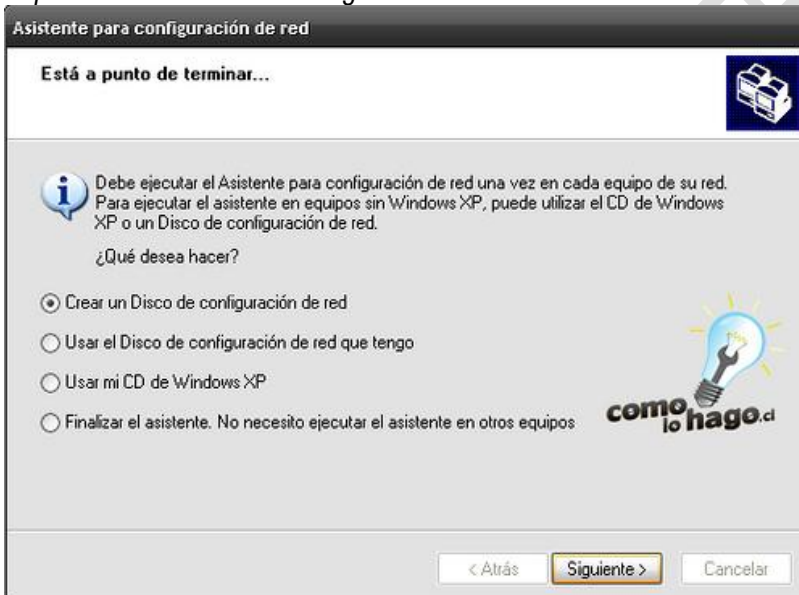 Asistente para configuración de red
Está a punto de terminar...
Debe ejecutar el Asistente para configuración de red una vez en cada equipo de su red.
Para ejecutar el asistente en equipos sin Windows XP, puede utilizar el CD de Windows
XP o un Disco de configuración de red.
¿Qué desea hacer?
Crear un Disco de configuración de red
Usar el Disco de configuración de red que tengo
Usar mi CD de Windows XP
Finalizar el asistente. No necesito ejecutar el asistente en otros equipos
como
lo hago.cl
< Atrás
Siguiente >
Cancelar